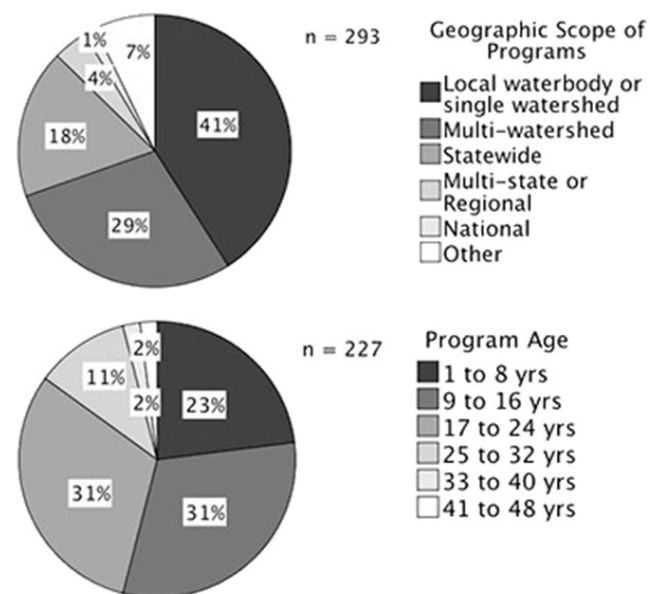 n = 293
1%
7%
4%
41%
18%
29%
Geographic Scope of
Programs
Local waterbody or
single watershed
Multi-watershed
Statewide
Multi-state or
Regional
National
Other
n = 227
2%
11%
2%
23%
31%
31%
Program Age
1 to 8 yrs
9 to 16 yrs
17 to 24 yrs
25 to 32 yrs
33 to 40 yrs
41 to 48 yrs